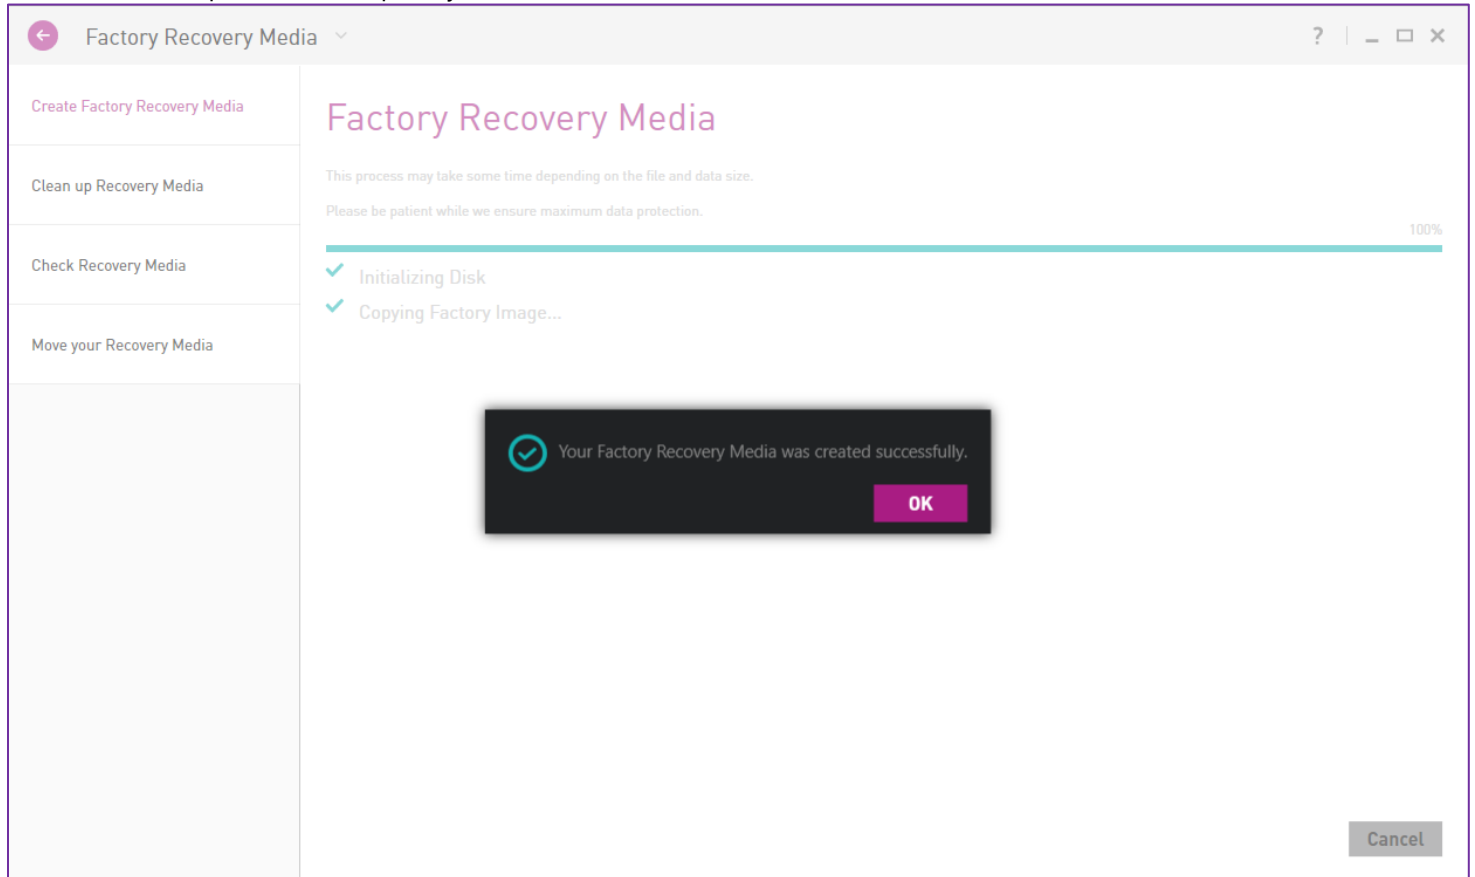 Factory Recovery Media
?
Create Factory Recovery Media
Clean up Recovery Media
Check Recovery Media
Move your Recovery Media
Factory Recovery Media
This process may take some time depending on the file and data size.
Please be patient while we ensure maximum data protection.
100%
Initializing Disk
Copying Factory Image...
Your Factory Recovery Media was created successfully.
OK
Cancel